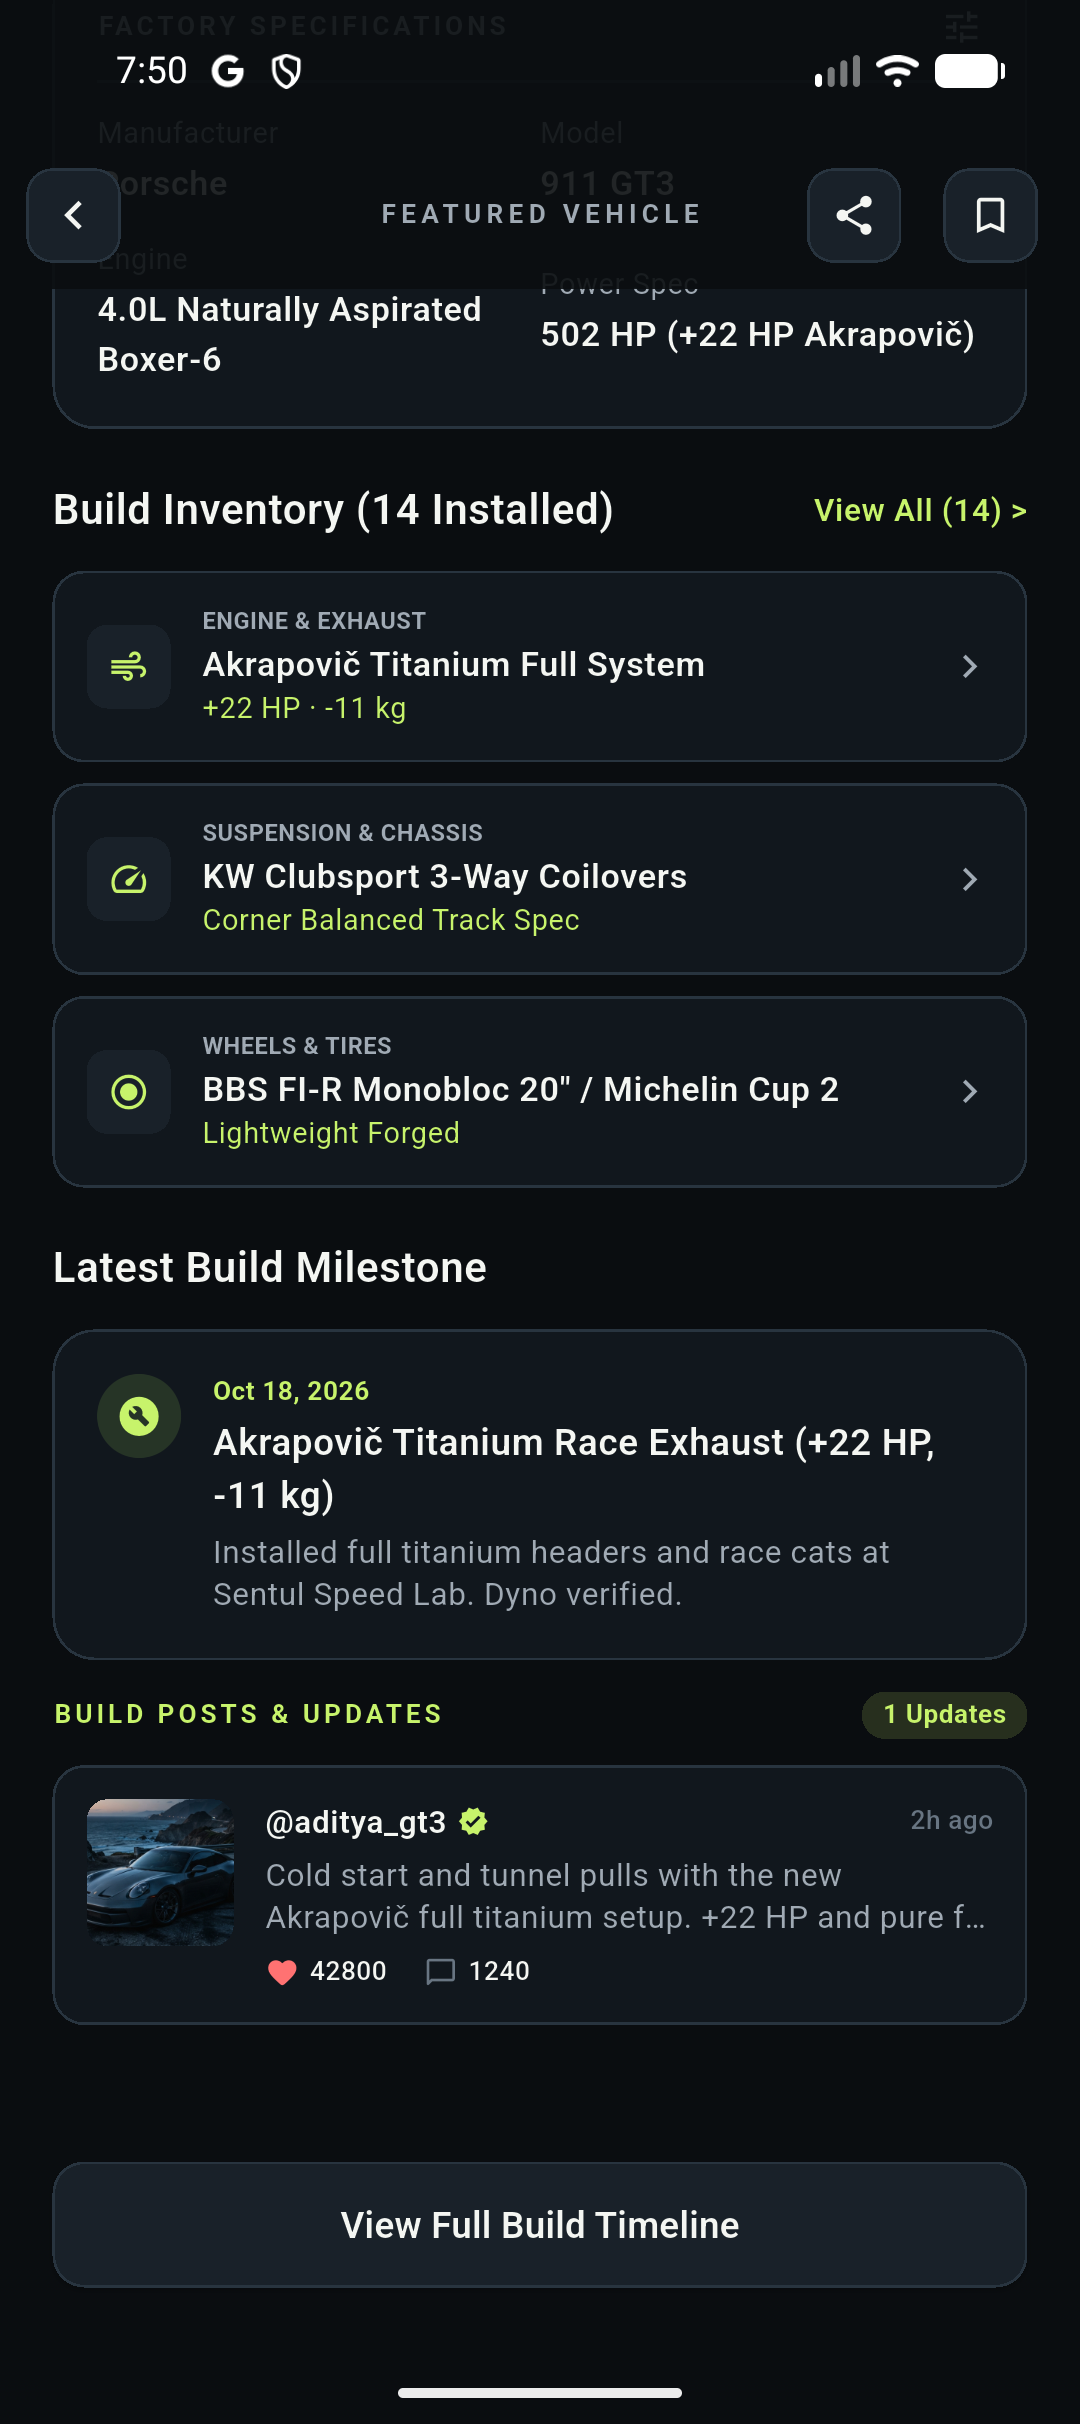 FACTORY SPECIFICATIONS
7:50
Manufacturer
Model
Porsche
911 GT3
FEATURED VEHICLE
Engine
Power Spec
4.0L Naturally Aspirated
Boxer-6
502 HP (+22 HP Akrapovič)
Build Inventory (14 Installed)
View All (14) >
ENGINE & EXHAUST
Akrapovič Titanium Full System
+22 HP · -11 kg
SUSPENSION & CHASSIS
KW Clubsport 3-Way Coilovers
Corner Balanced Track Spec
WHEELS & TIRES
BBS FI-R Monobloc 20" / Michelin Cup 2
Lightweight Forged
Latest Build Milestone
Oct 18, 2026
Akrapovič Titanium Race Exhaust (+22 HP,
-11 kg)
Installed full titanium headers and race cats at
Sentul Speed Lab. Dyno verified.
BUILD POSTS & UPDATES
1 Updates
@aditya_gt3
2h ago
Cold start and tunnel pulls with the new
Akrapovič full titanium setup. +22 HP and pure f…
42800
1240
View Full Build Timeline